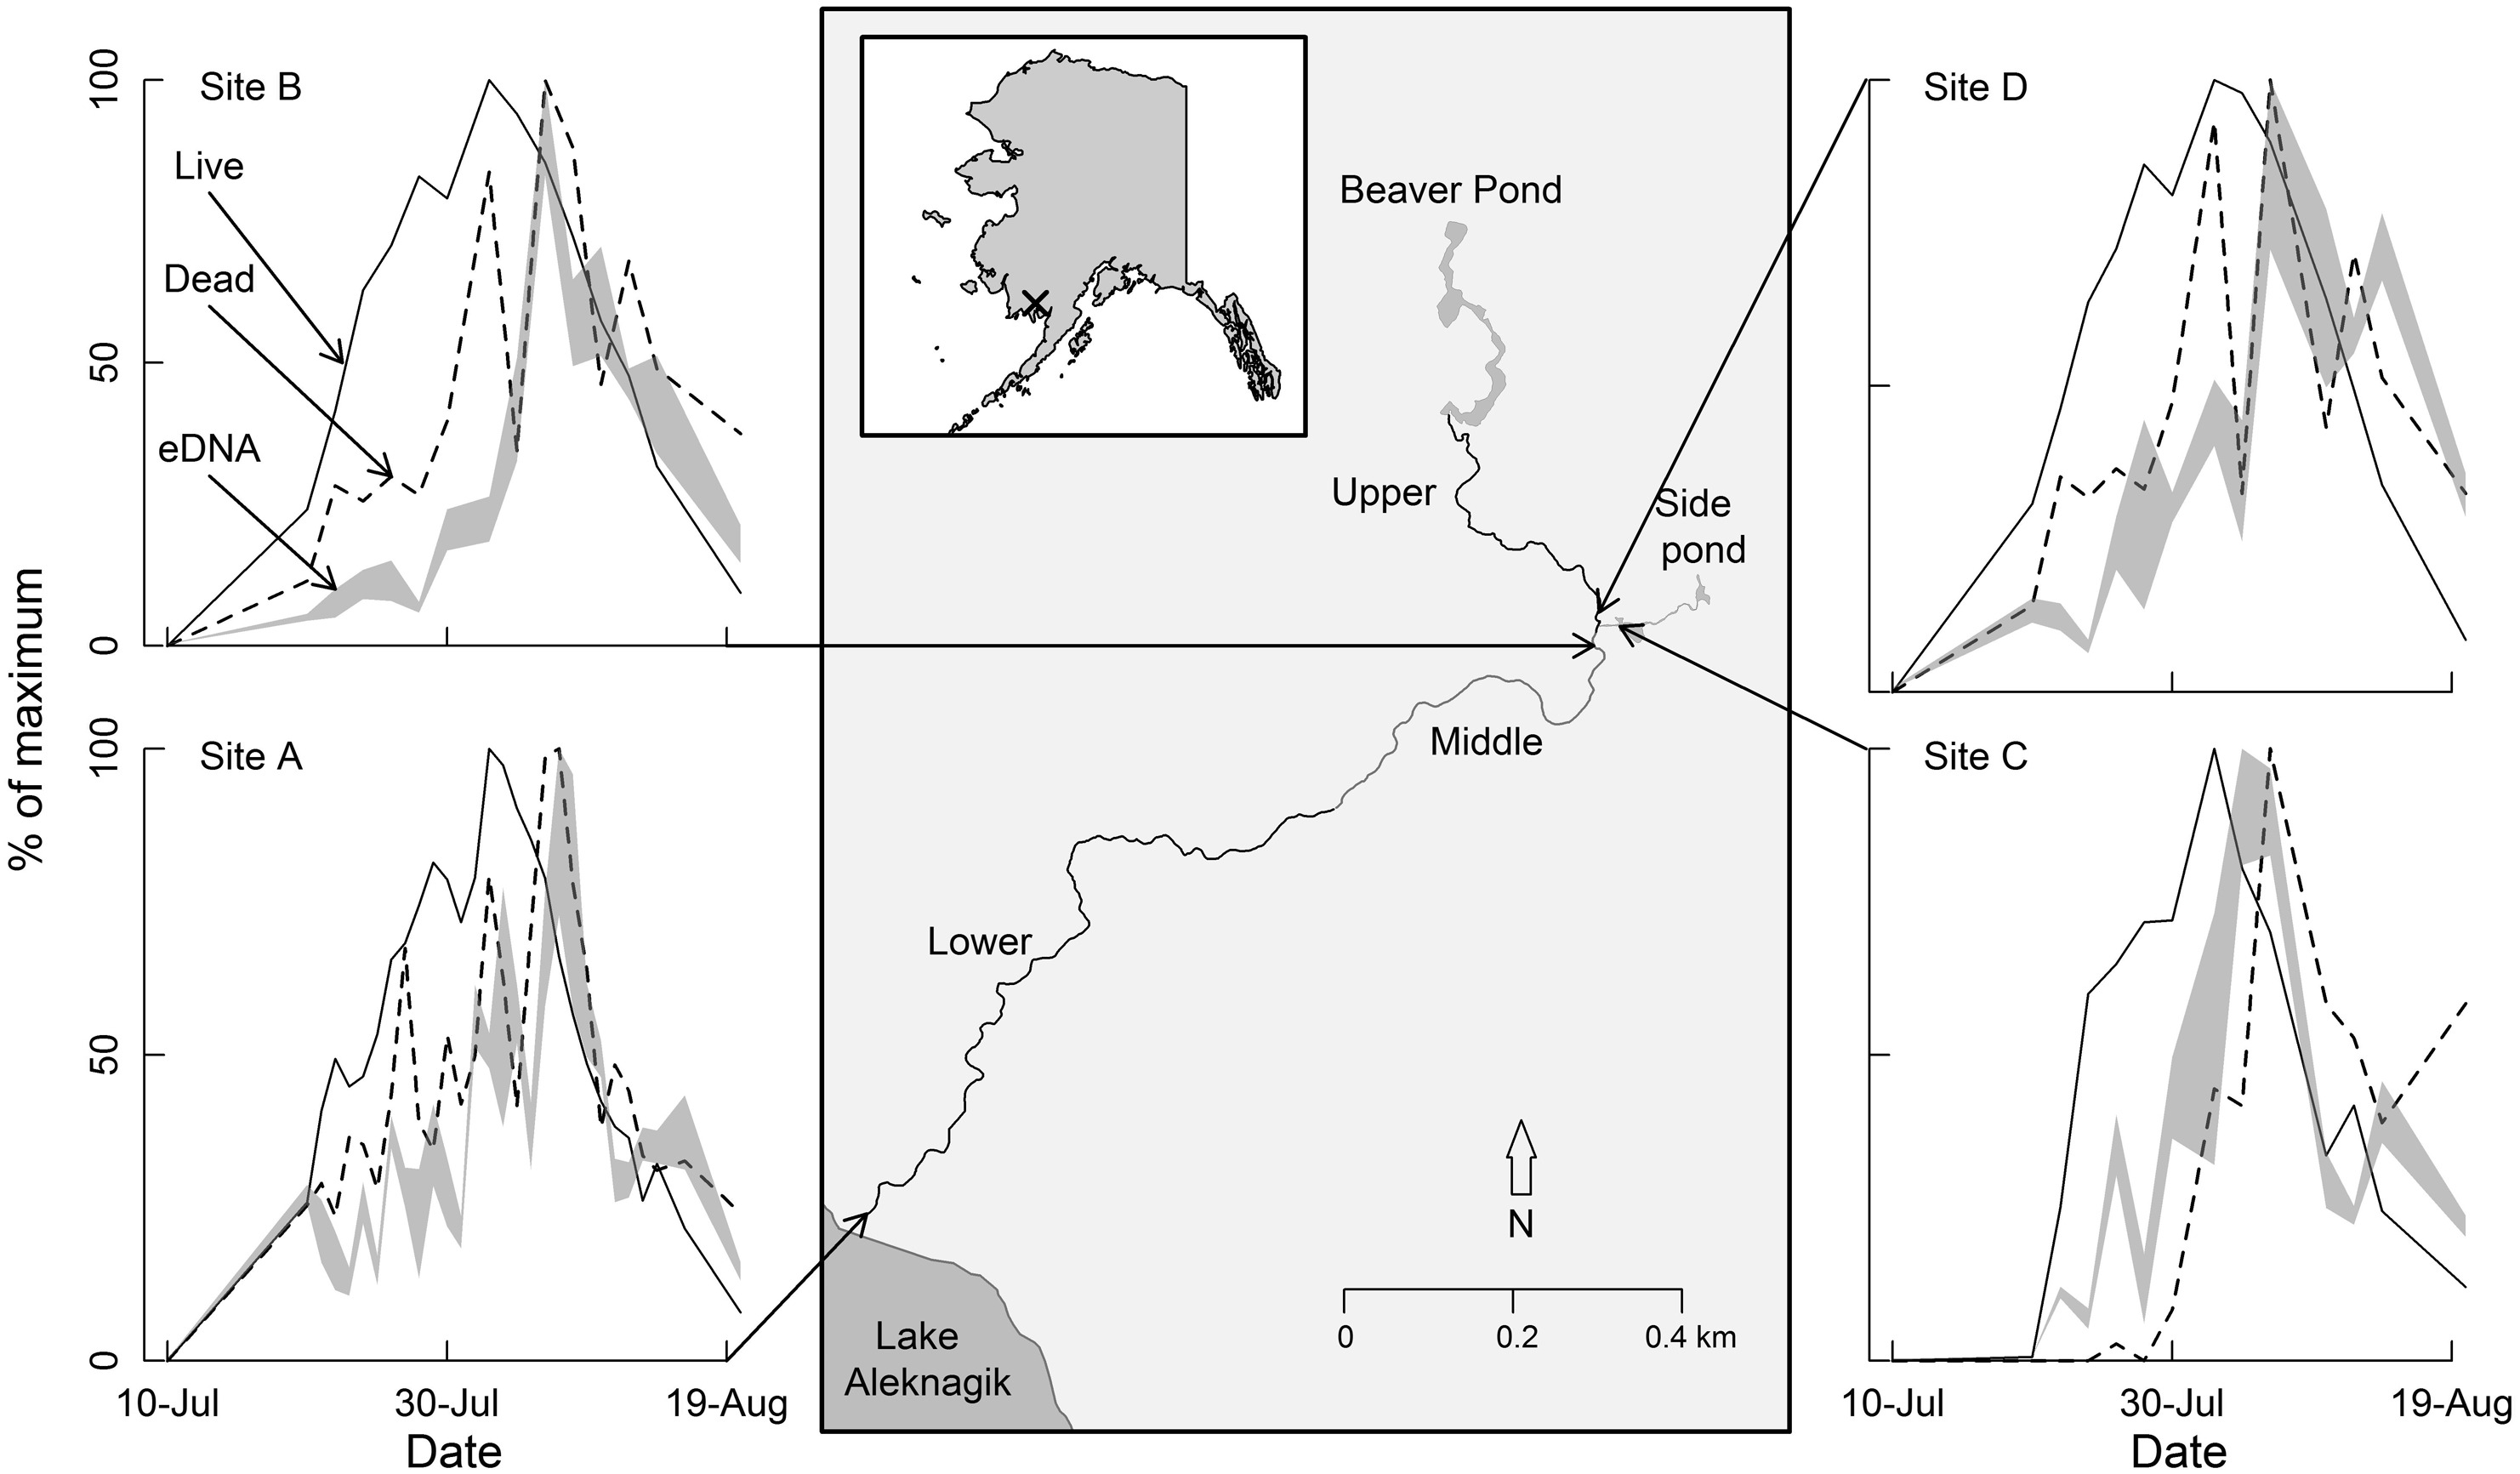 % of maximum
100
50
0
Site B
Live
Dead
eDNA
100
50
0
Site A
10-Jul
30-Jul
19-Aug
Date
Beaver Pond
Upper
Side
pond
Middle
Lower
N
0
0.2
0.4 km
Lake
Aleknagik
Site D
Site C
10-Jul
30-Jul
19-Aug
Date